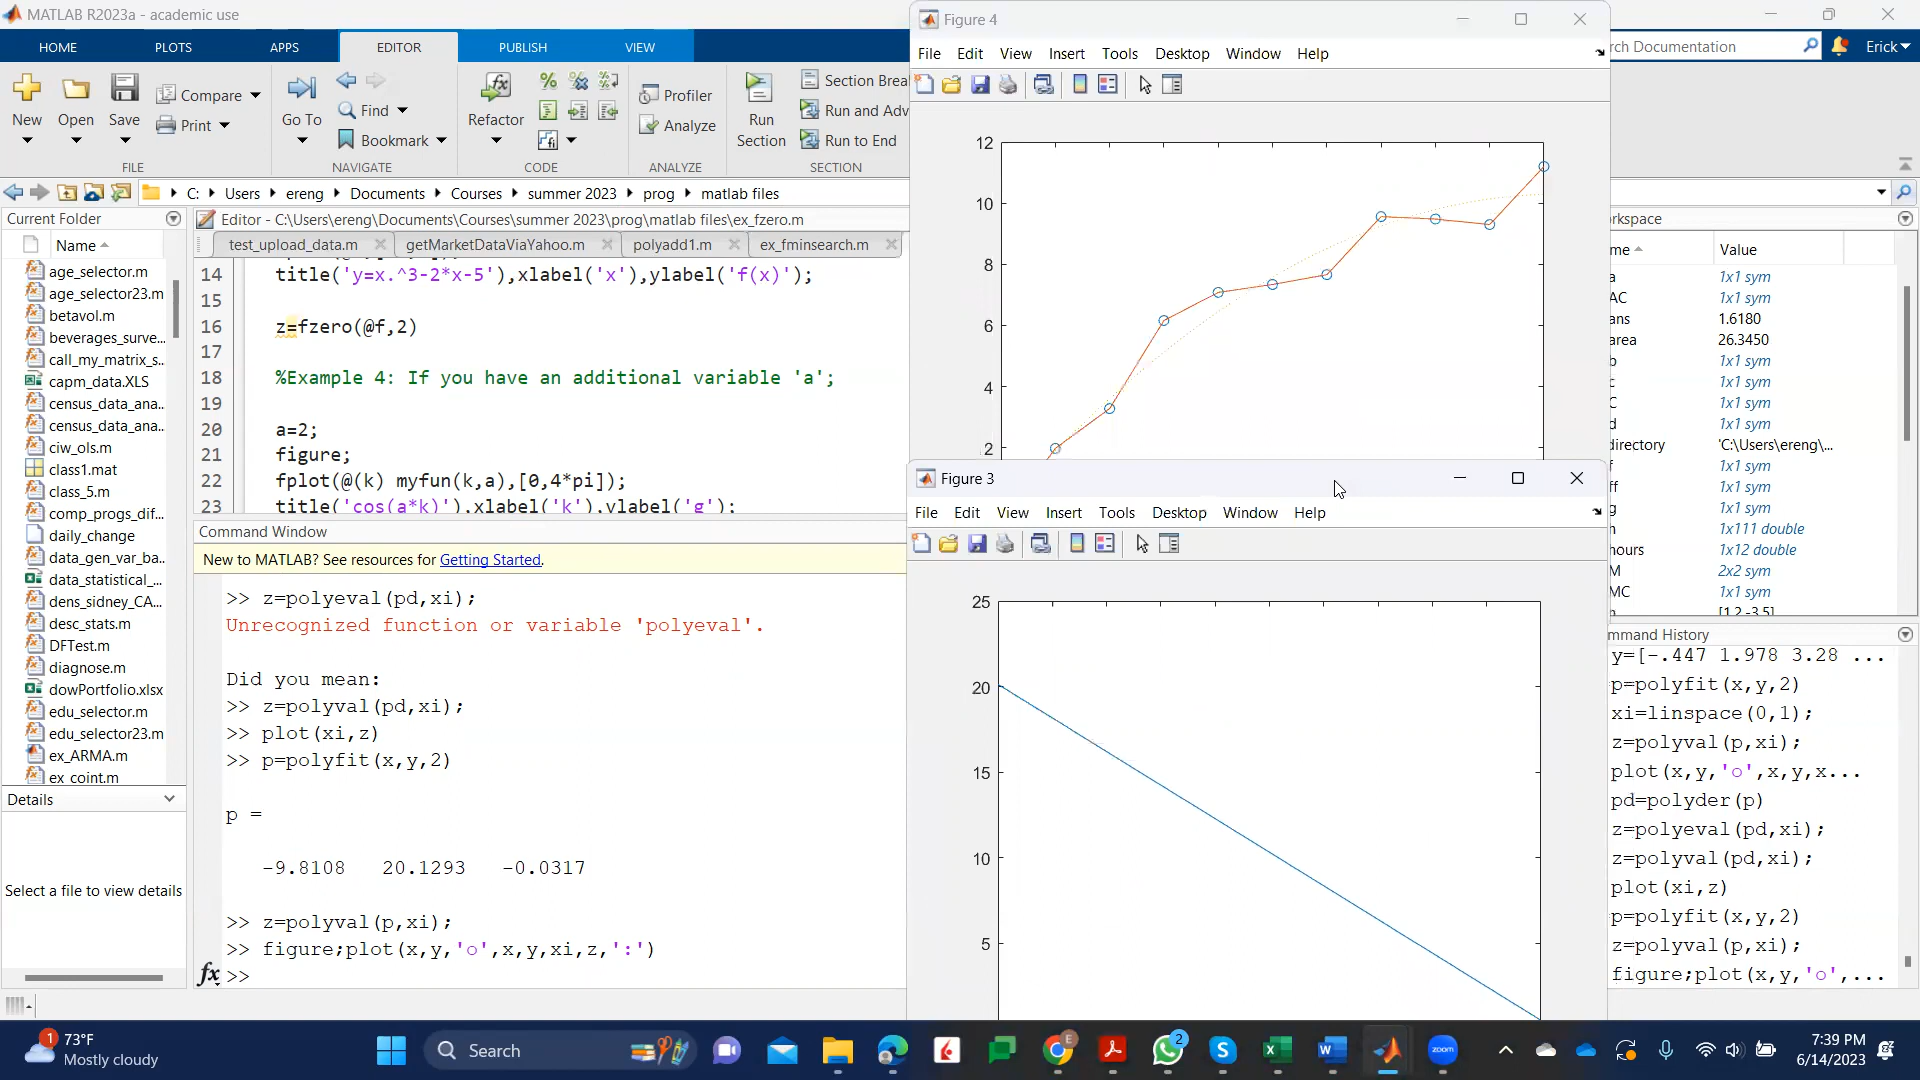 MATLAB R2023a - academic use
HOME PLOTS APPS EDITOR PUBLISH VIEW
rch Documentation Erick
New Open Save Compare Print FILE
Go To Find Bookmark NAVIGATE
Refactor CODE
Profiler Analyze ANALYZE
Run Section Section Brea Run and Adv Run to End SECTION
C: Users ereng Documents Courses summer 2023 prog matlab files
Current Folder
Name
age_selector.m
age_selector23.m
betavol.m
beverages_surve...
call_my_matrix_s...
capm_data.XLS
census_data_ana...
census_data_ana...
ciw_ols.m
class1.mat
class_5.m
comp_progs_dif...
daily_change
data_gen_var_ba...
data_statistical_...
dens_sidney_CA...
desc_stats.m
DFTest.m
diagnose.m
dowPortfolio.xlsx
edu_selector.m
edu_selector23.m
ex_ARMA.m
ex_coint.m
Details
Select a file to view details
Editor - C:\Users\ereng\Documents\Courses\summer 2023\prog\matlab files\ex_fzero.m
test_upload_data.m getMarketDataViaYahoo.m polyadd1.m ex_fminsearch.m
14 title('y=x.^3-2*x-5'),xlabel('x'),ylabel('f(x)');
15
16 z=fzero(@f,2)
17
18 %Example 4: If you have an additional variable 'a';
19
20 a=2;
21 figure;
22 fplot(@(k) myfun(k,a),[0,4*pi]);
23 title('cos(a*k)').xlabel('k').ylabel('g');
Command Window
New to MATLAB? See resources for Getting Started.
>> z=polyeval(pd,xi);
Unrecognized function or variable 'polyeval'.
Did you mean:
>> z=polyval(pd,xi);
>> plot(xi,z)
>> p=polyfit(x,y,2)
p =
-9.8108 20.1293 -0.0317
>> z=polyval(p,xi);
>> figure;plot(x,y,'o',x,y,xi,z,':')
fx >>
Figure 4
File Edit View Insert Tools Desktop Window Help
12
10
8
6
4
2
Figure 3
File Edit View Insert Tools Desktop Window Help
25
20
15
10
5
rkspace
me Value
a 1x1 sym
AC 1x1 sym
ans 1.6180
area 26.3450
b 1x1 sym
c 1x1 sym
C 1x1 sym
d 1x1 sym
directory 'C:\Users\ereng\...
f 1x1 sym
ff 1x1 sym
g 1x1 sym
h 1x111 double
hours 1x12 double
M 2x2 sym
MC 1x1 sym
[1,2,-3,5]
mmand History
y=[-.447 1.978 3.28 ...
p=polyfit(x,y,2)
xi=linspace(0,1);
z=polyval(p,xi);
plot(x,y,'o',x,y,x...
pd=polyder(p)
z=polyeval(pd,xi);
z=polyval(pd,xi);
plot(xi,z)
p=polyfit(x,y,2)
z=polyval(p,xi);
figure;plot(x,y,'o',...
1 73°F
Mostly cloudy
Search
2
zoom
7:39 PM
6/14/2023